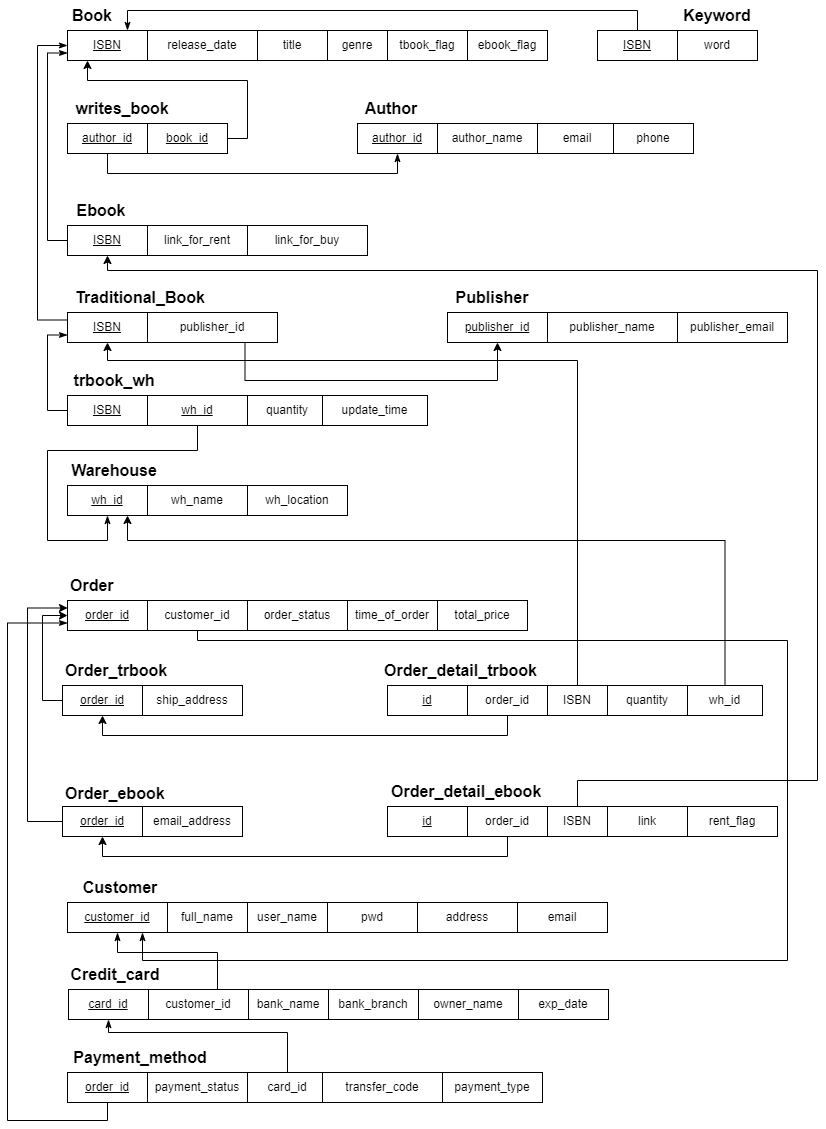 Book Keyword
ISBN release_date title genre tbook_flag ebook_flag ISBN word
writes_book Author
author_id book_id author_id author_name email phone
Ebook
ISBN link_for_rent link_for_buy
Traditional_Book Publisher
ISBN publisher_id publisher_id publisher_name publisher_email
trbook_wh
ISBN wh_id quantity update_time
Warehouse
wh_id wh_name wh_location
Order
order_id customer_id order_status time_of_order total_price
Order_trbook Order_detail_trbook
order_id ship_address id order_id ISBN quantity wh_id
Order_ebook Order_detail_ebook
order_id email_address id order_id ISBN link rent_flag
Customer
customer_id full_name user_name pwd address email
Credit_card
card_id customer_id bank_name bank_branch owner_name exp_date
Payment_method
order_id payment_status card_id transfer_code payment_type